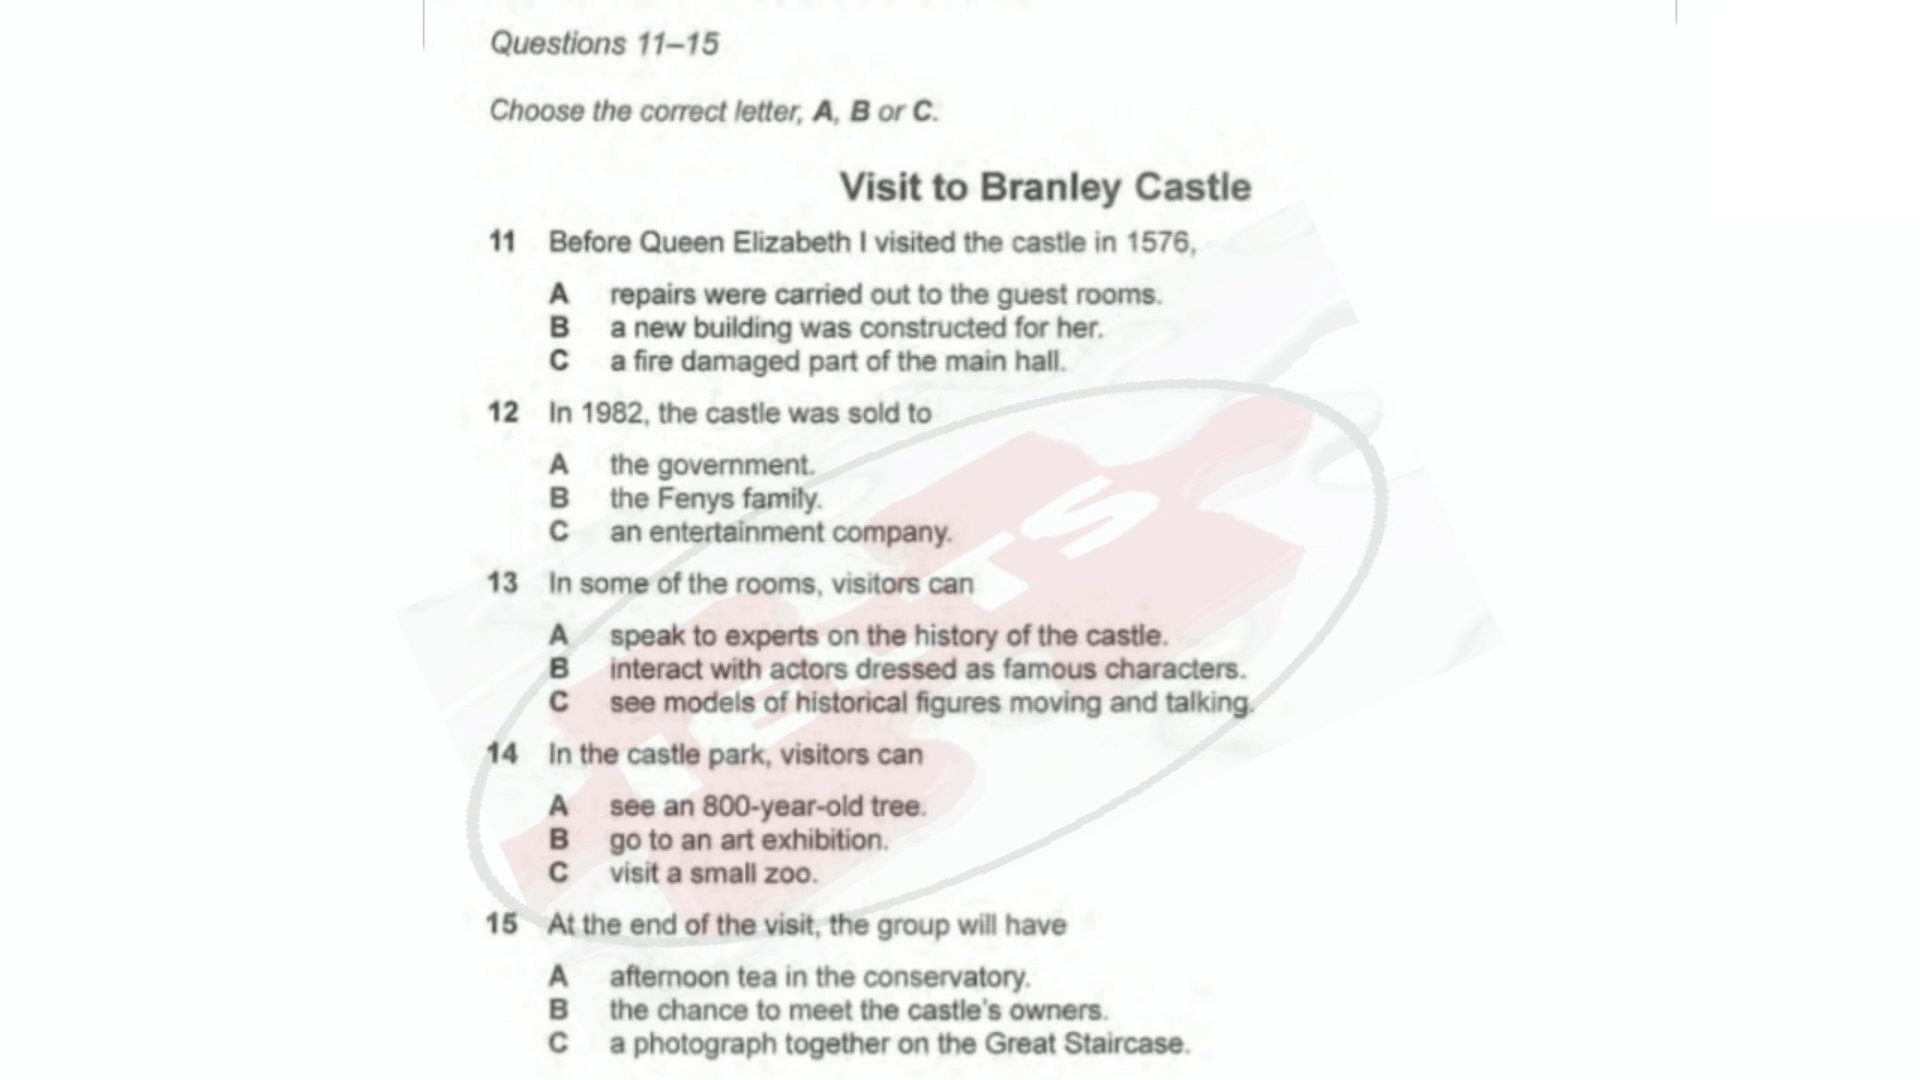 Questions 11–15
Choose the correct letter, A, B or C.
Visit to Branley Castle
11 Before Queen Elizabeth I visited the castle in 1576,
A repairs were carried out to the guest rooms.
B a new building was constructed for her.
C a fire damaged part of the main hall.
12 In 1982, the castle was sold to
A the government.
B the Fenys family.
C an entertainment company.
13 In some of the rooms, visitors can
A speak to experts on the history of the castle.
B interact with actors dressed as famous characters.
C see models of historical figures moving and talking.
14 In the castle park, visitors can
A see an 800-year-old tree.
B go to an art exhibition.
C visit a small zoo.
15 At the end of the visit, the group will have
A afternoon tea in the conservatory.
B the chance to meet the castle's owners.
C a photograph together on the Great Staircase.
IELTS